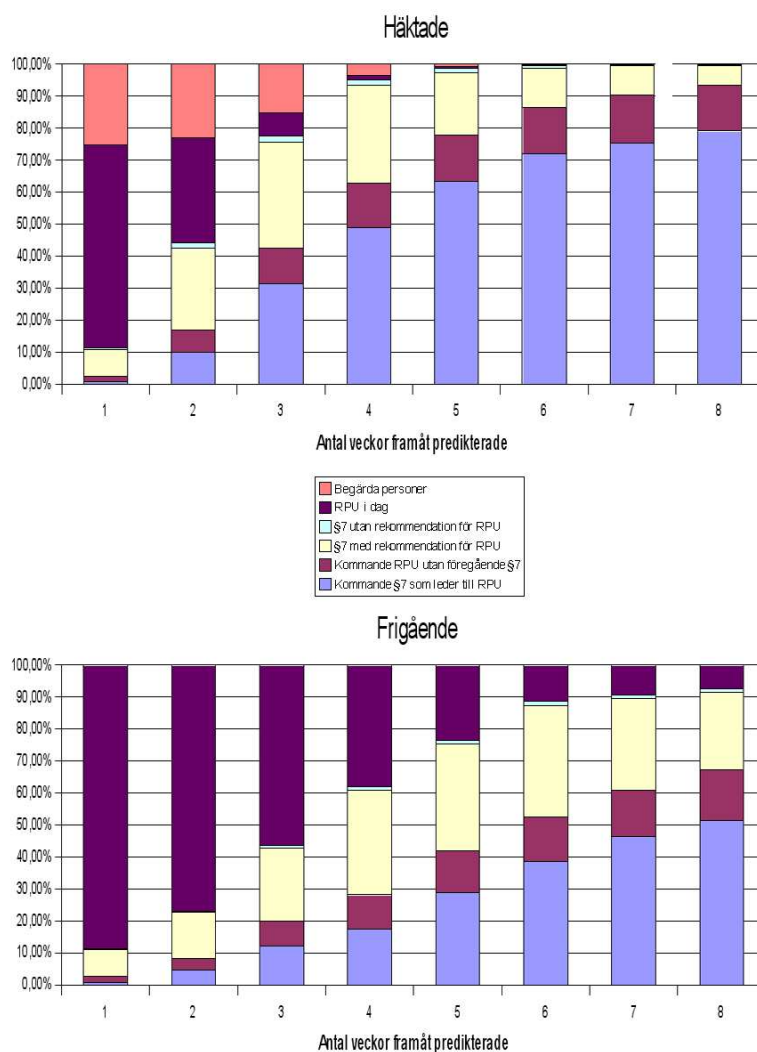 Häktade
100,00%
90,00%
80,00%
70,00%
60,00%
50,00%
40,00%
30,00%
20,00%
10,00%
0,00%
1 2 3 4 5 6 7 8
Antal veckor framåt predikterade
Begärda personer
RPU i dag
§7 utan rekommendation för RPU
§7 med rekommendation för RPU
Kommande RPU utan föregående §7
Kommande §7 som leder till RPU
Frigående
100,00%
90,00%
80,00%
70,00%
60,00%
50,00%
40,00%
30,00%
20,00%
10,00%
0,00%
1 2 3 4 5 6 7 8
Antal veckor framåt predikterade